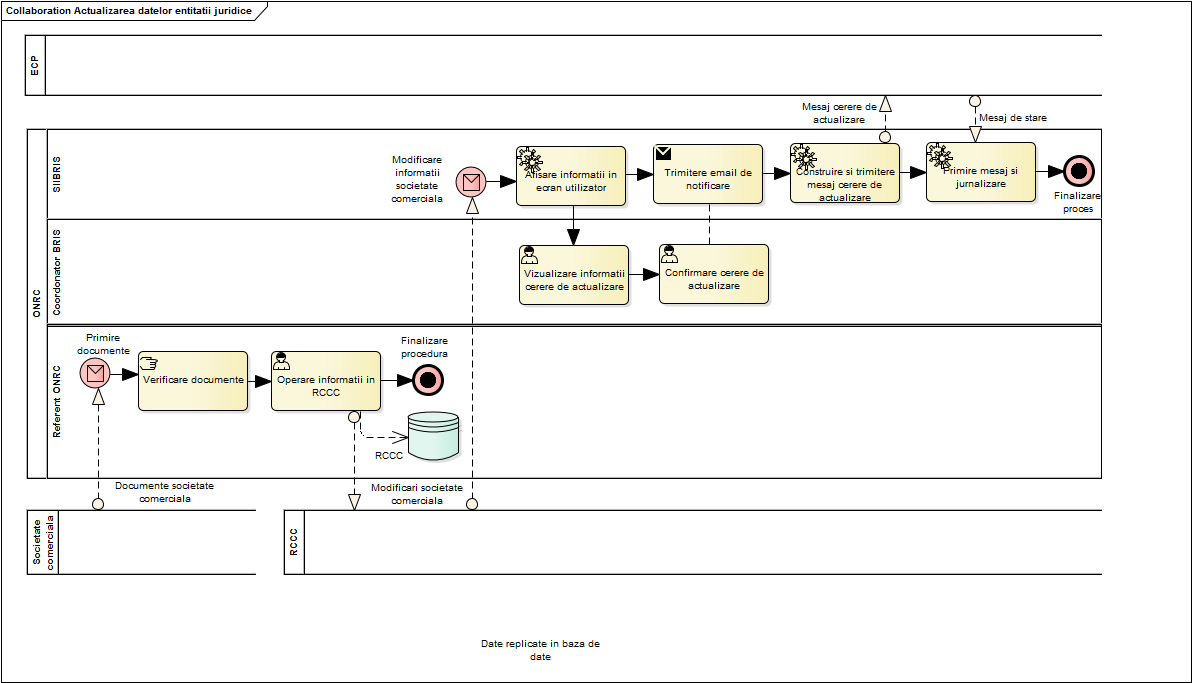 Collaboration Actualizarea datelor entitatii juridice
ECP
Mesaj cerere de
actualizare
Mesaj de stare
ONRC
SIIBRIS
Modificare
informatii
societate
comerciala
Afisare informatii in
ecran utilizator
Trimitere email de
notificare
Construire si trimitere
mesaj cerere de
actualizare
Primire mesaj si
jurnalizare
Finalizare
proces
Coordonator BRIS
Vizualizare informatii
cerere de actualizare
Confirmare cerere de
actualizare
Referent ONRC
Primire
documente
Verificare documente
Operare informatii in
RCCC
Finalizare
procedura
RCCC
Documente societate
comerciala
Modificari societate
comerciala
Societate
comerciala
RCCC
Date replicate in baza de
date